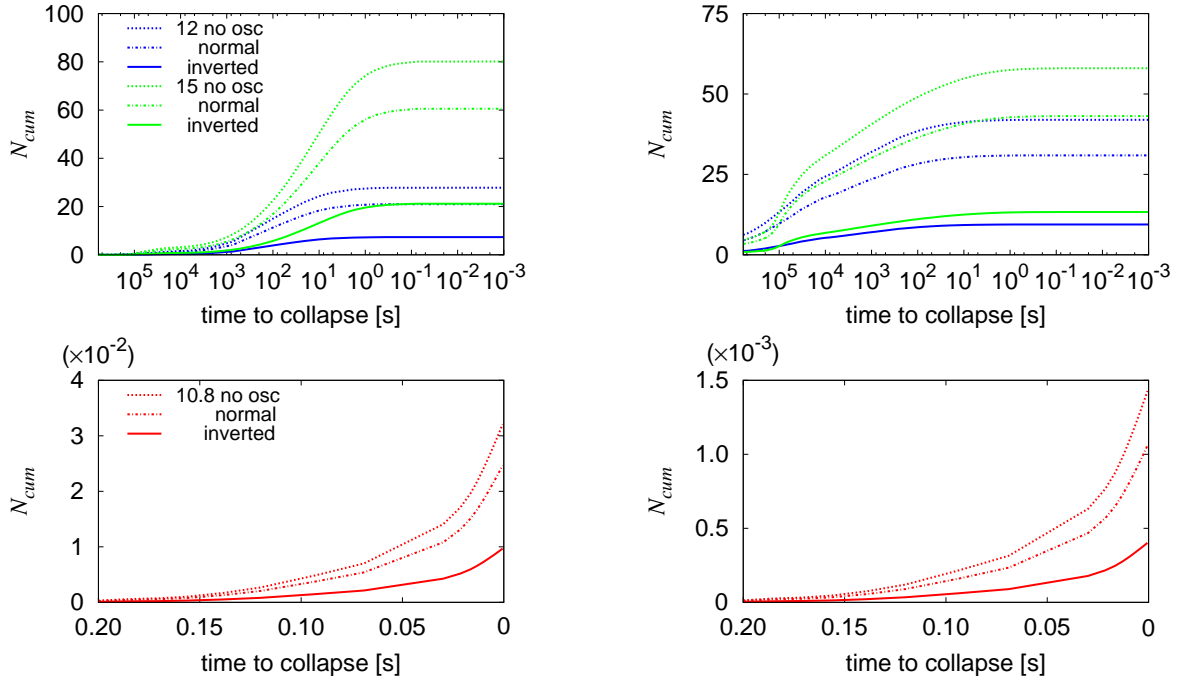 100
80
60
40
20
0
N_cum
12 no osc
normal
inverted
15 no osc
normal
inverted
10^5 10^4 10^3 10^2 10^1 10^0 10^-1 10^-2 10^-3
time to collapse [s]
75
50
25
0
N_cum
10^5 10^4 10^3 10^2 10^1 10^0 10^-1 10^-2 10^-3
time to collapse [s]
(×10^-2)
4
3
2
1
0
N_cum
10.8 no osc
normal
inverted
0.20 0.15 0.10 0.05 0
time to collapse [s]
(×10^-3)
1.5
1.0
0.5
0.000
N_cum
0.20 0.15 0.10 0.05 0
time to collapse [s]